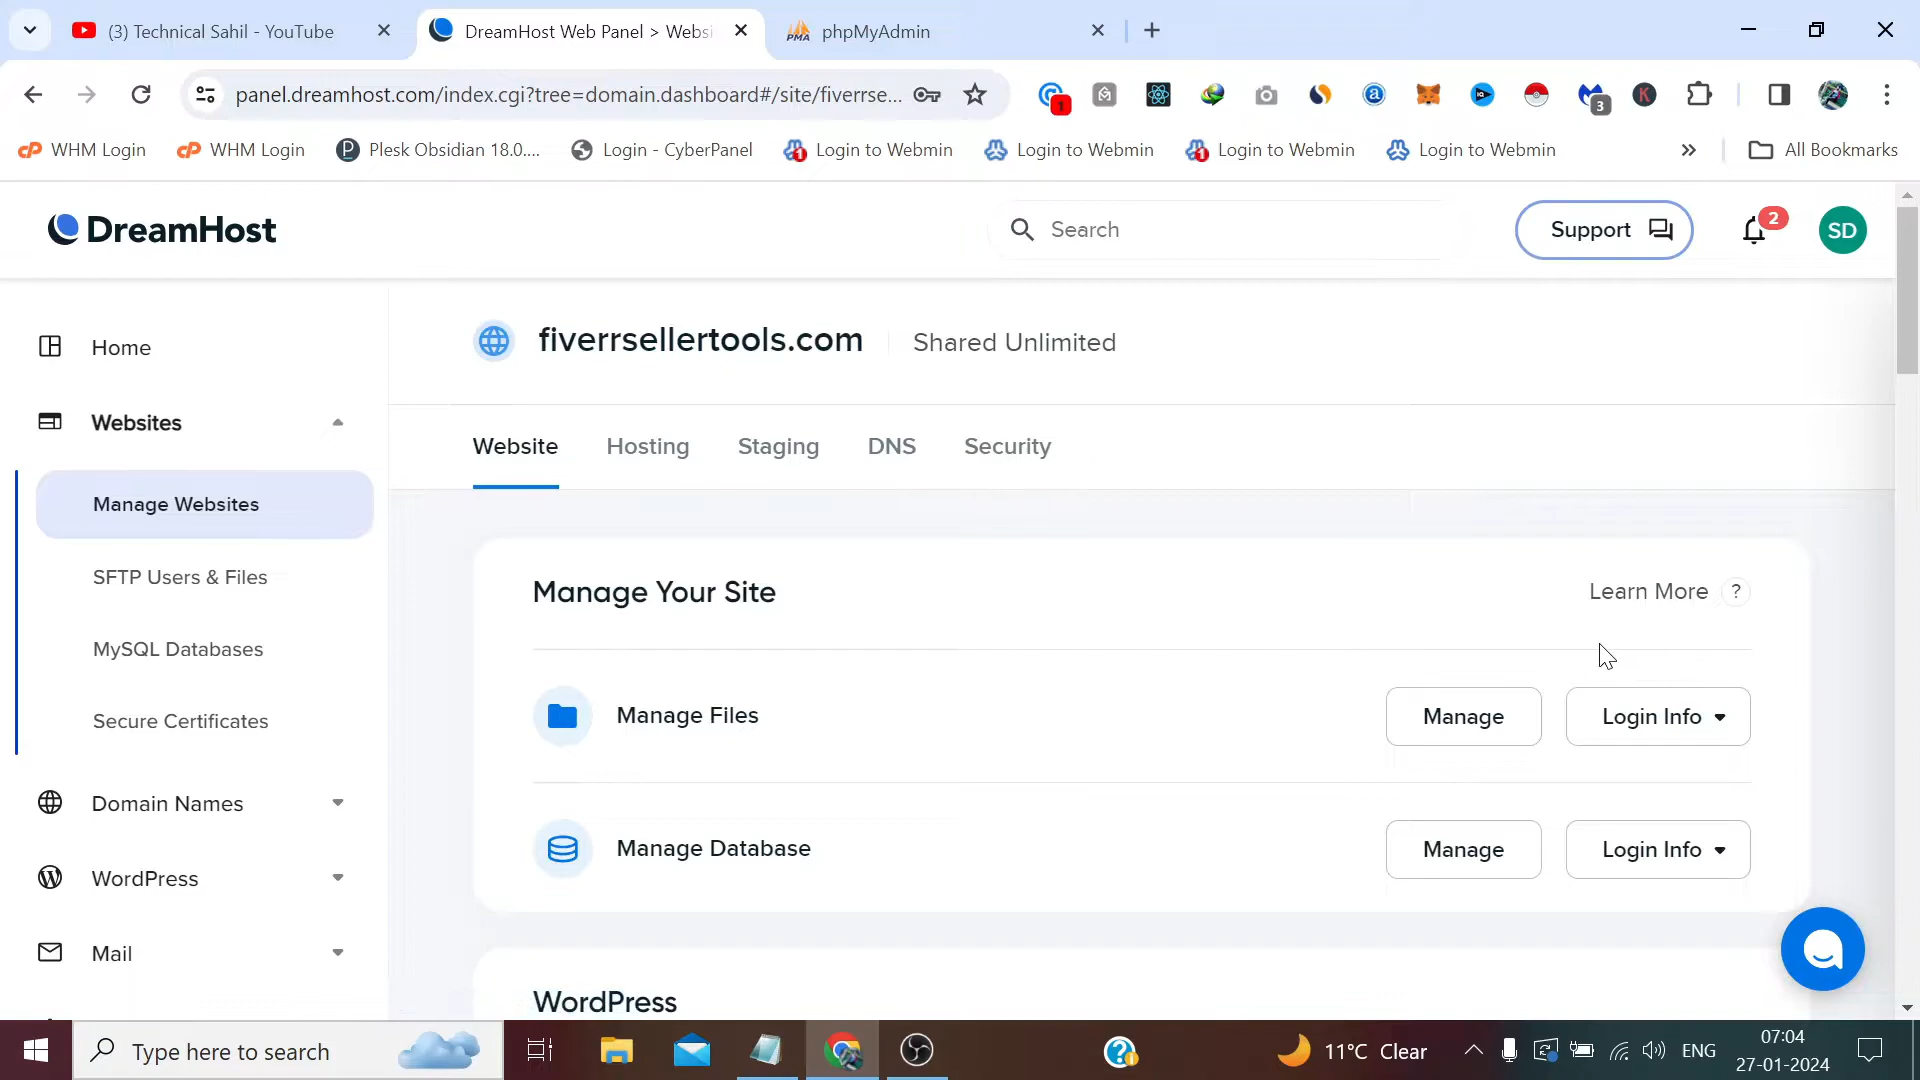 (3) Technical Sahil - YouTube
DreamHost Web Panel > Websi
phpMyAdmin
panel.dreamhost.com/index.cgi?tree=domain.dashboard#/site/fiverrse...
1
3
WHM Login
WHM Login
Plesk Obsidian 18.0....
Login - CyberPanel
Login to Webmin
Login to Webmin
Login to Webmin
Login to Webmin
All Bookmarks
DreamHost
Search
Support
2
SD
Home
Websites
Manage Websites
SFTP Users & Files
MySQL Databases
Secure Certificates
Domain Names
WordPress
Mail
fiverrsellertools.com
Shared Unlimited
Website
Hosting
Staging
DNS
Security
Manage Your Site
Learn More ?
Manage Files
Manage
Login Info
Manage Database
Manage
Login Info
WordPress
Type here to search
11°C Clear
ENG
07:04
27-01-2024